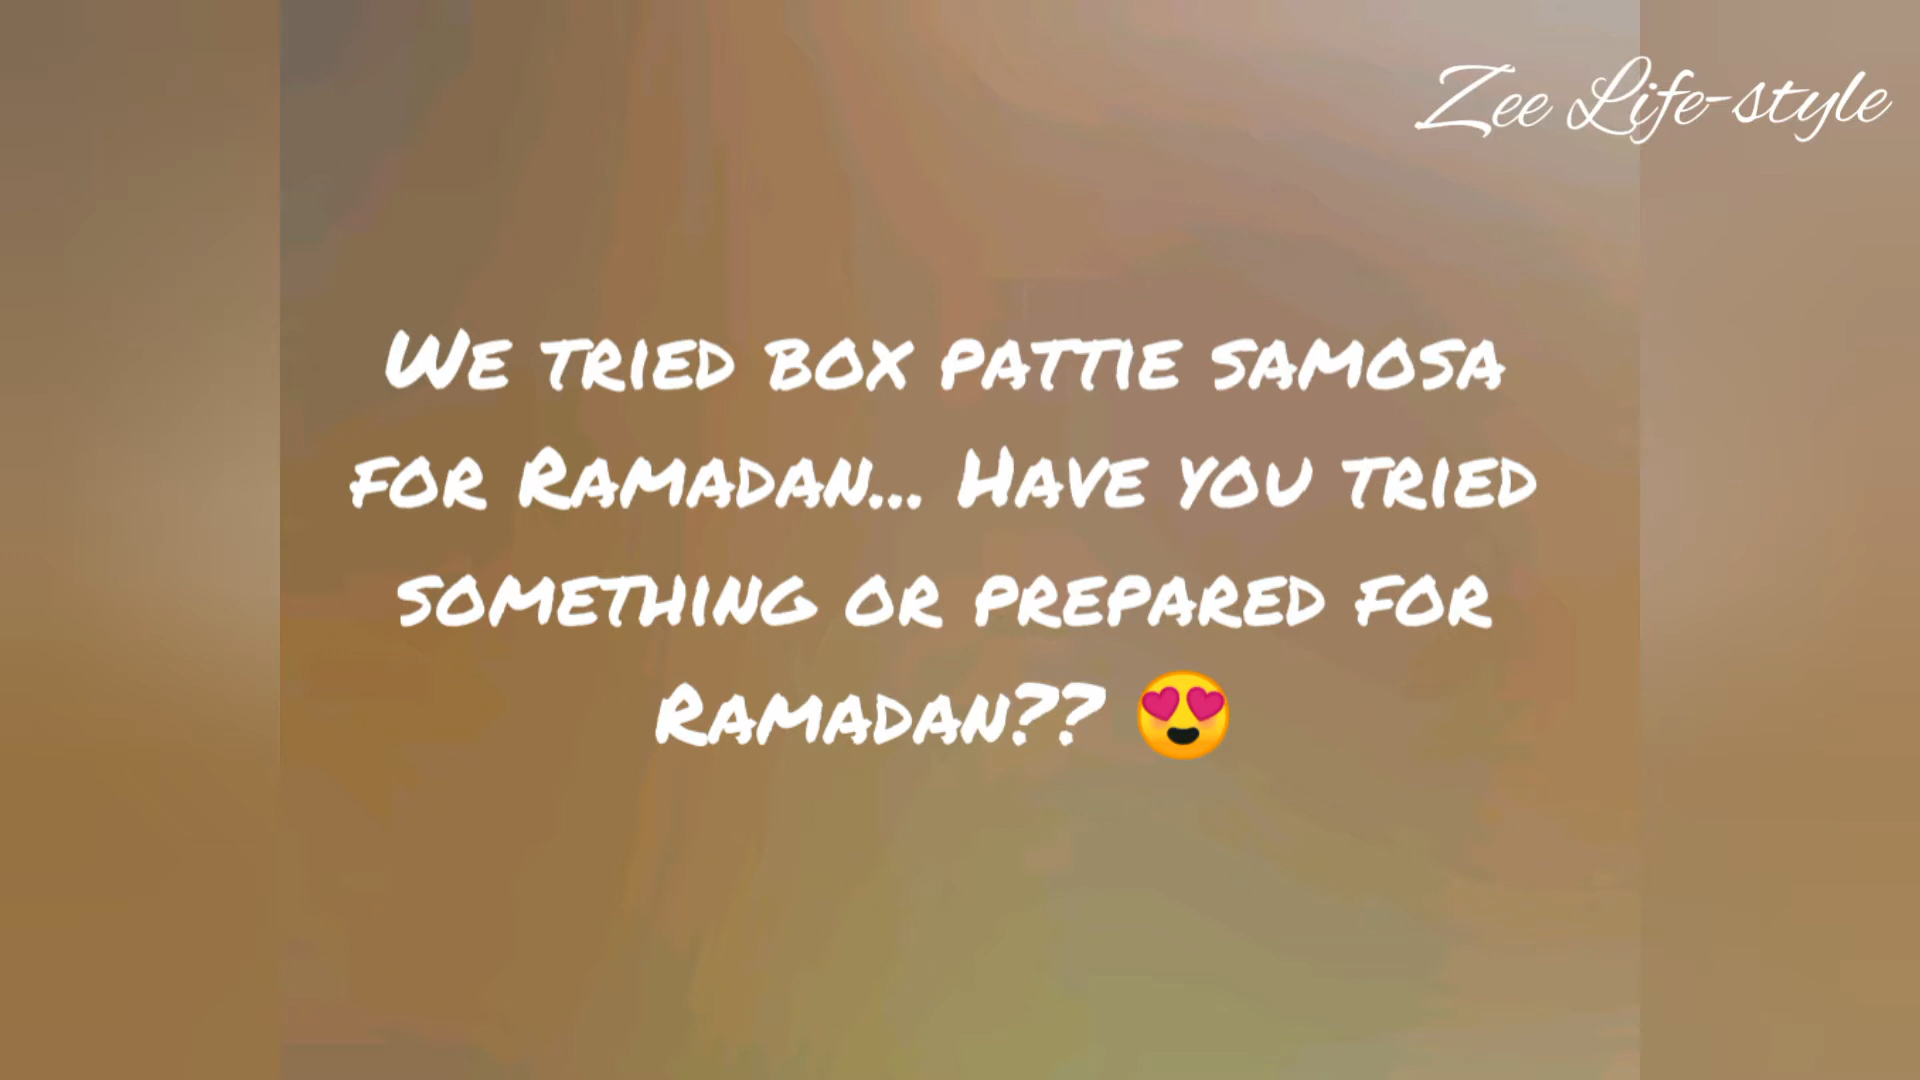 Zee Life-style
We tried box pattie samosa
for Ramadan... Have you tried
something or prepared for
Ramadan?? 😍